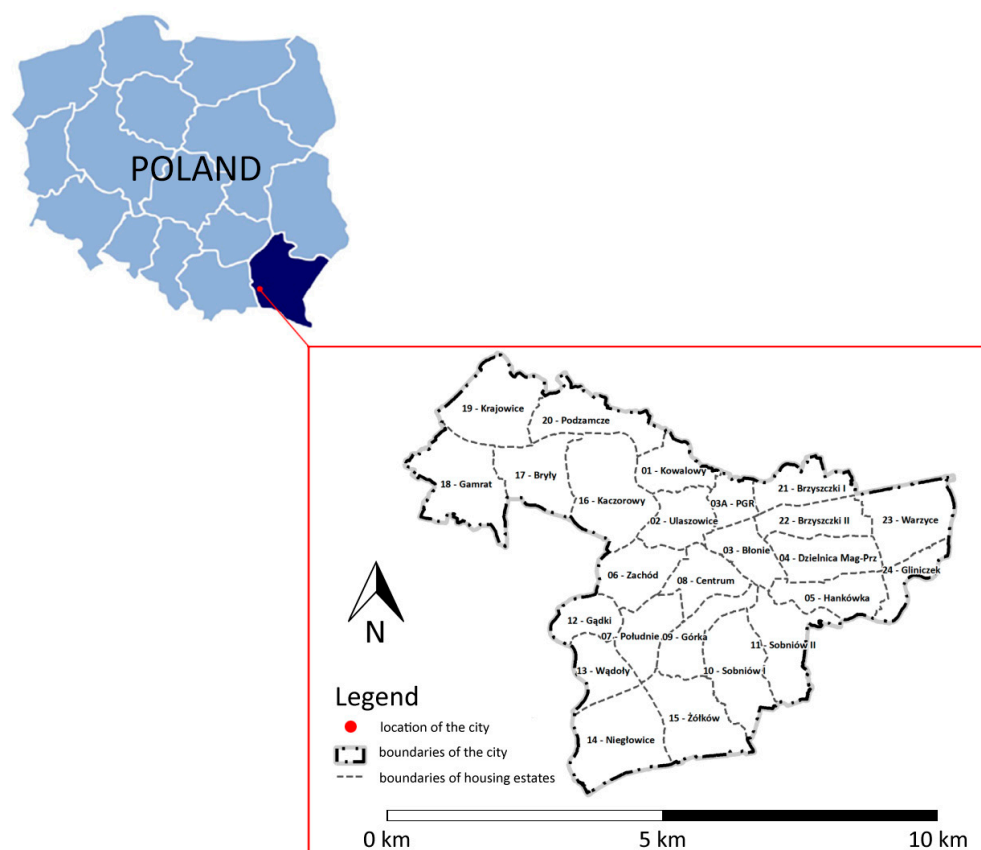 POLAND
19 - Krajowice
20 - Podzamcze
01 - Kowalowy
17 - Bryły
18 - Gamrat
21 - Brzyszczki I
16 - Kaczorowy
03A - PGR
02 - Ulaszowice
22 - Brzyszczki II
23 - Warzyce
03 - Błonie
04 - Dzielnica Mag-Prz
24 - Gliniczek
06 - Zachód
08 - Centrum
05 - Hankówka
12 - Gądki
07 - Południe
09 - Górka
11 - Sobniów II
13 - Wądoły
10 - Sobniów I
15 - Żółków
14 - Niegłowice
N
Legend
location of the city
boundaries of the city
boundaries of housing estates
0 km
5 km
10 km